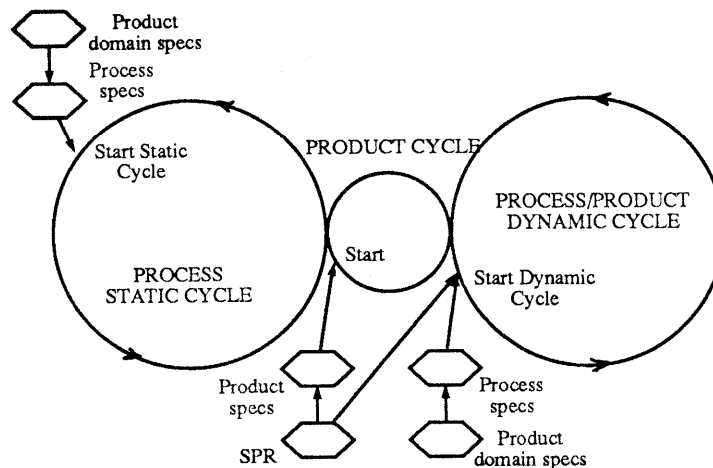 Product
domain specs
Process
specs
Start Static
Cycle
PRODUCT CYCLE
PROCESS/PRODUCT
DYNAMIC CYCLE
Start
PROCESS
STATIC CYCLE
Start Dynamic
Cycle
Product
specs
Process
specs
SPR
Product
domain specs